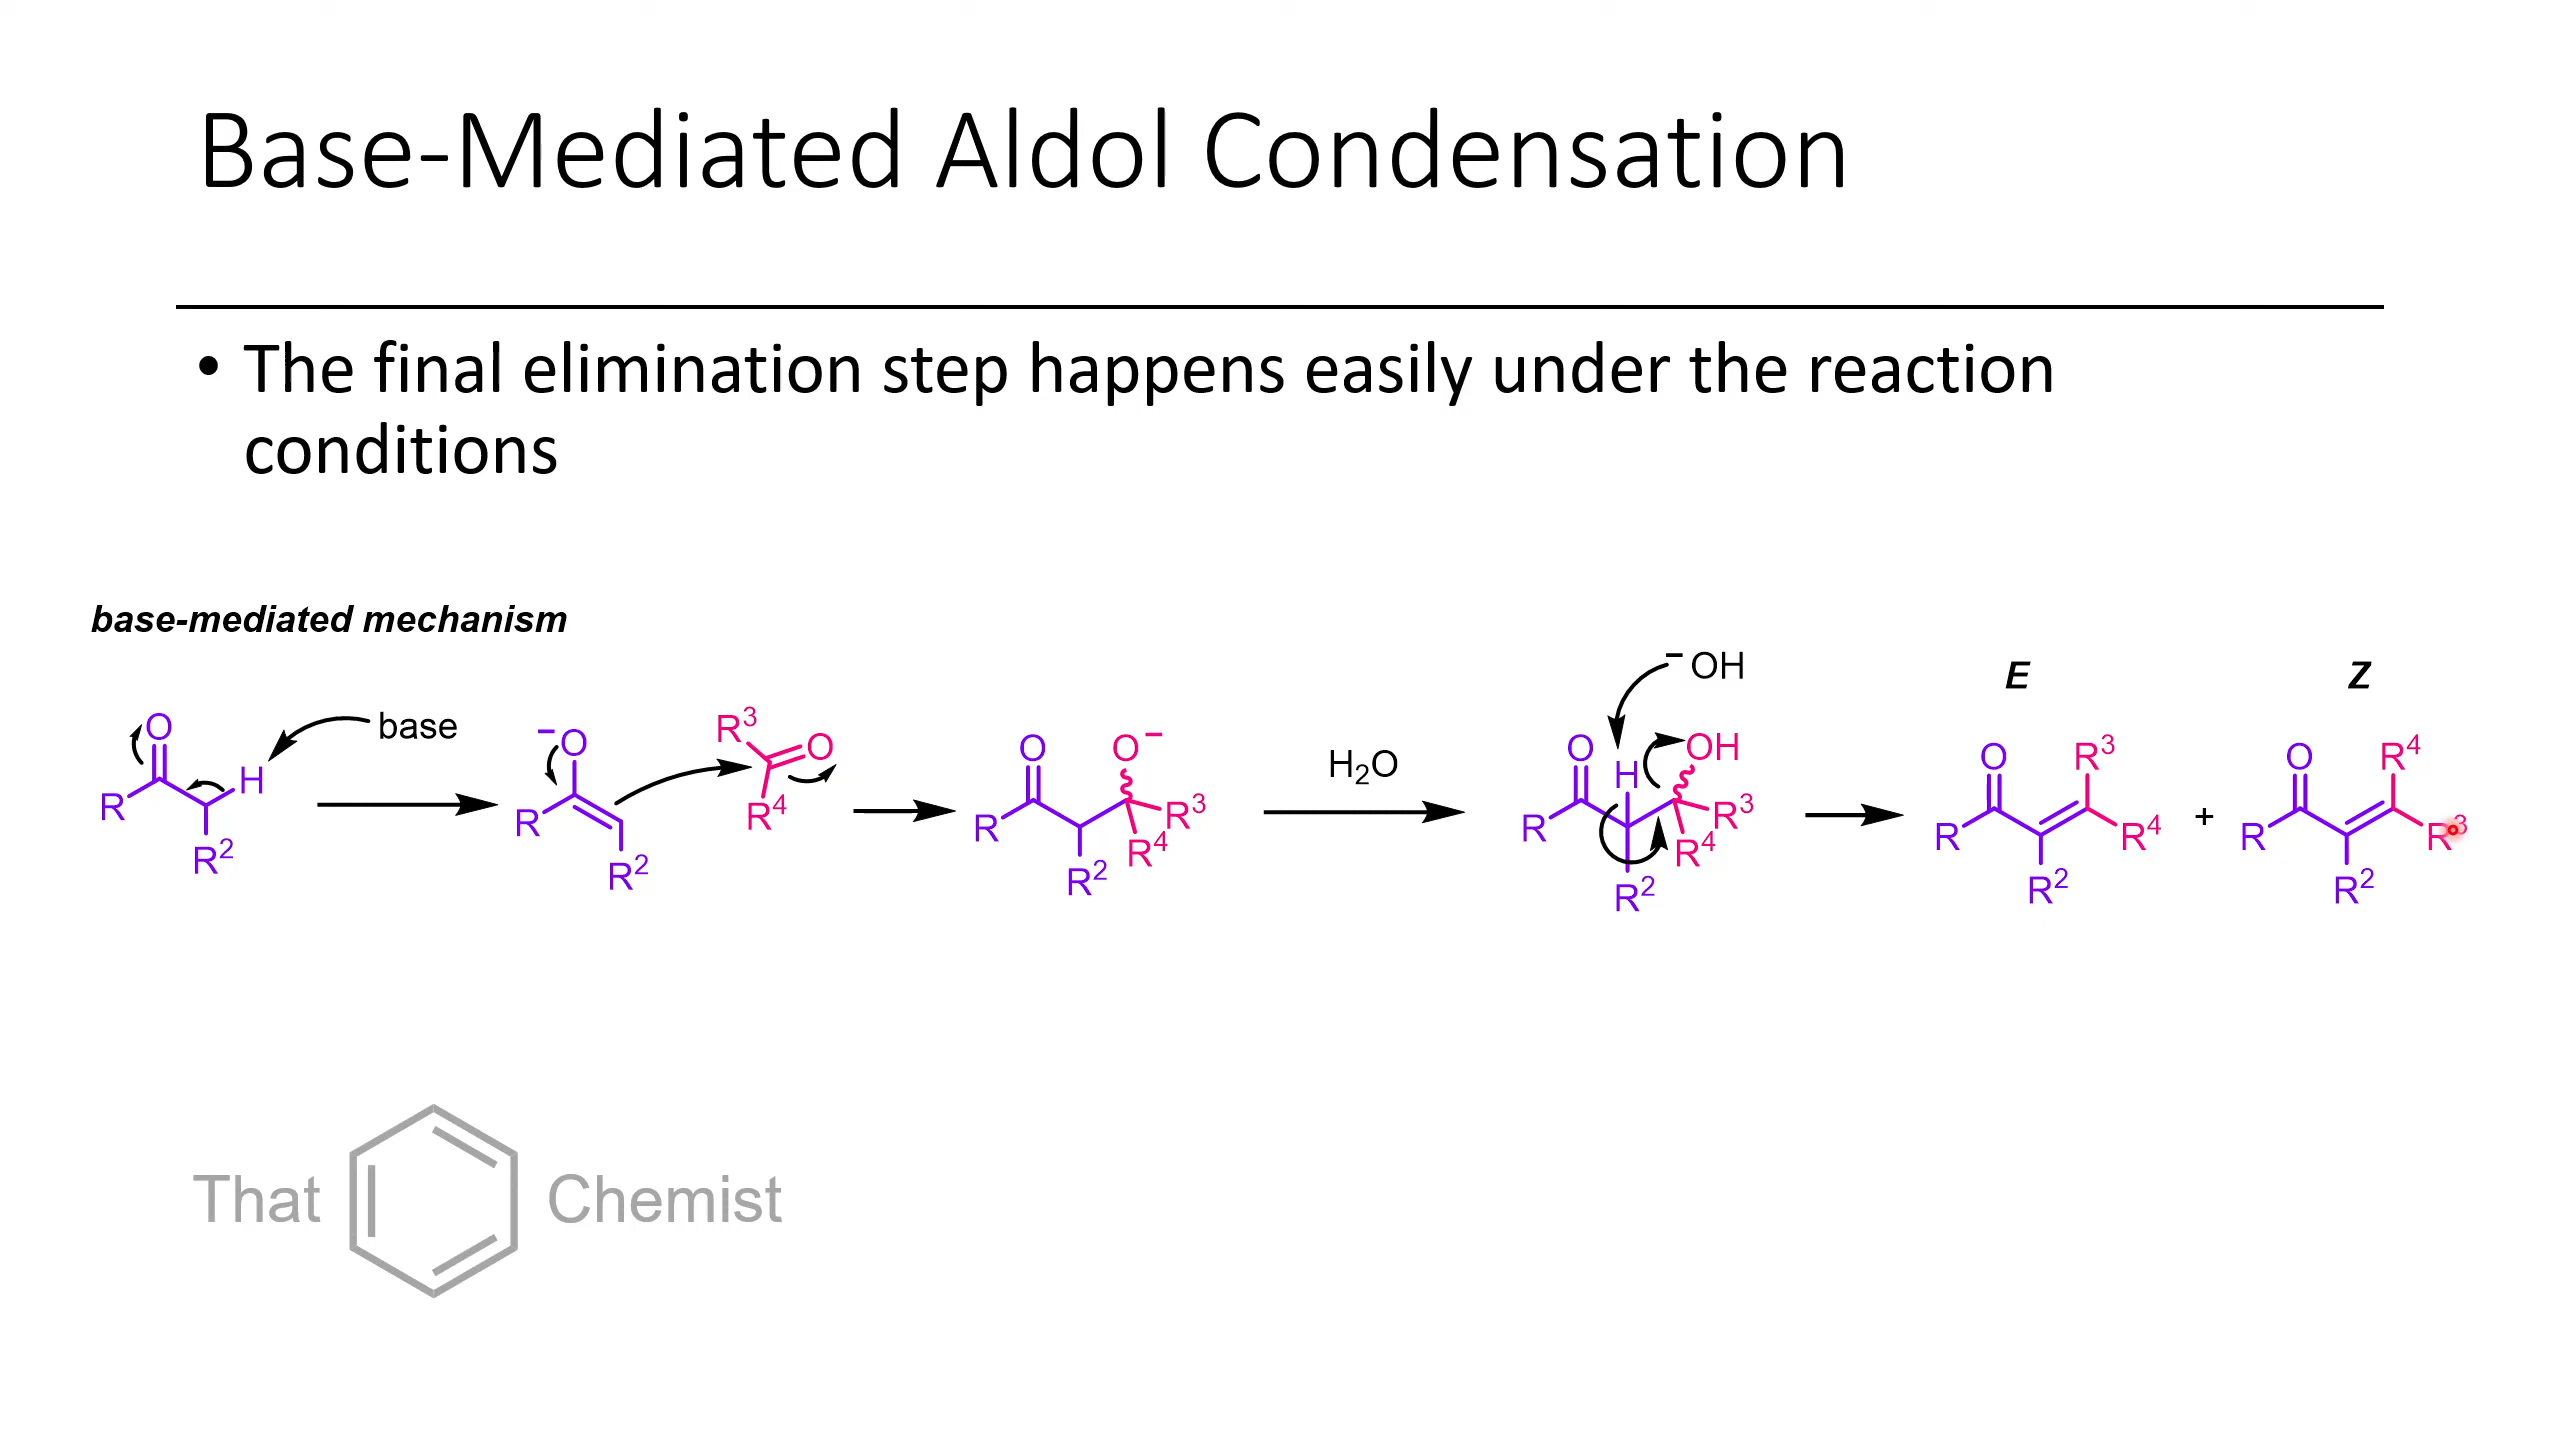 Base-Mediated Aldol Condensation
• The final elimination step happens easily under the reaction
conditions
base-mediated mechanism
O H R R² base
⁻O R R² R³ O R⁴
O O⁻ R R³ R⁴ R²
H₂O
⁻OH O H OH R R³ R⁴ R²
E
O R³ R R⁴ R²
+
Z
O R⁴ R R³ R²
That Chemist